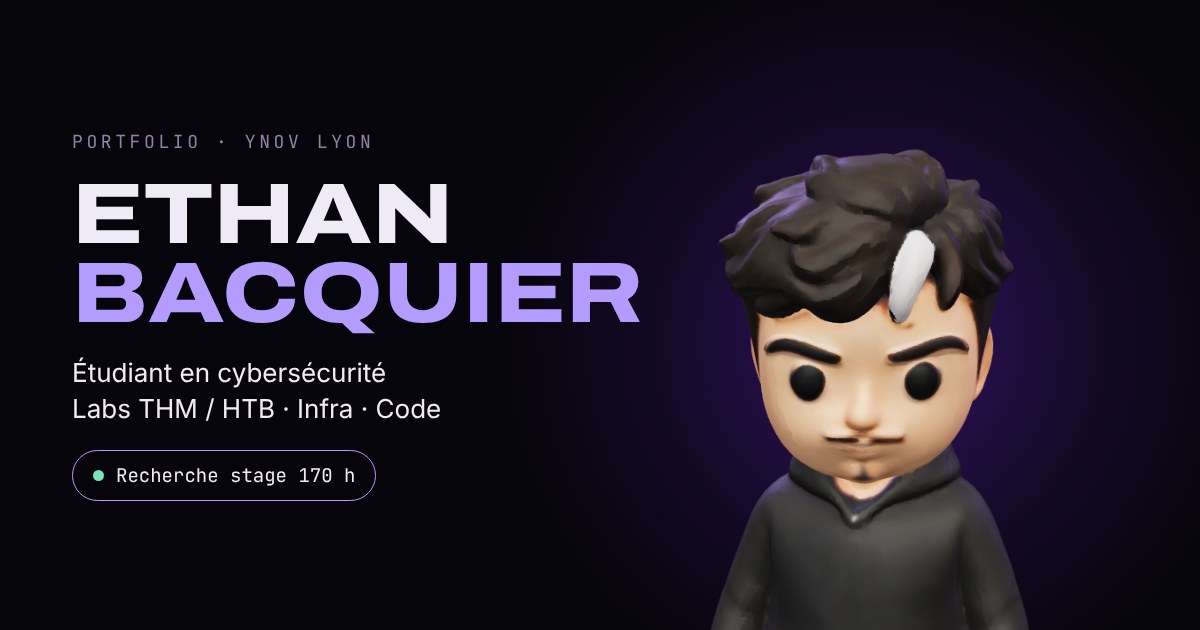 PORTFOLIO · YNOV LYON
ETHAN
BACQUIER
Étudiant en cybersécurité
Labs THM / HTB · Infra · Code
Recherche stage 170 h